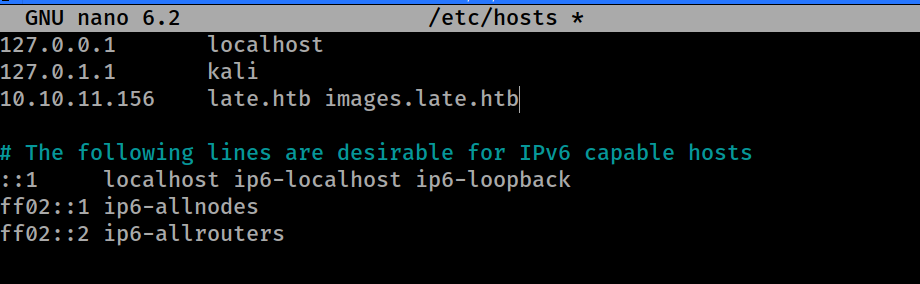 GNU nano 6.2 /etc/hosts *
127.0.0.1 localhost
127.0.1.1 kali
10.10.11.156 late.htb images.late.htb
# The following lines are desirable for IPv6 capable hosts
::1 localhost ip6-localhost ip6-loopback
ff02::1 ip6-allnodes
ff02::2 ip6-allrouters